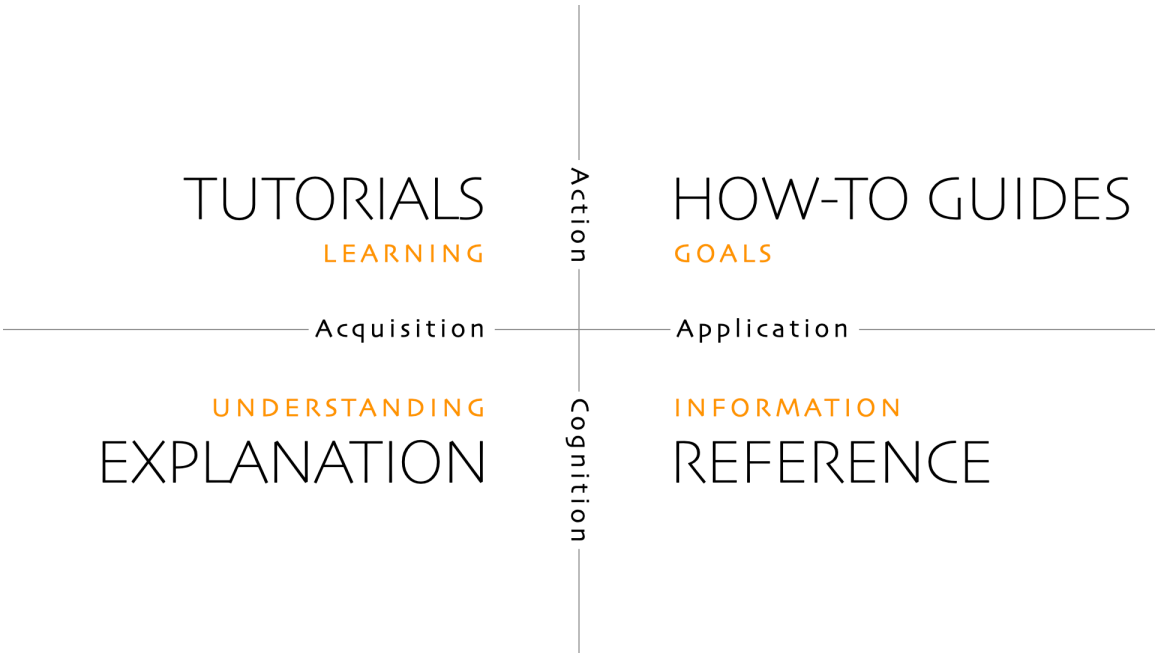 TUTORIALS
LEARNING
Action
HOW-TO GUIDES
GOALS
Acquisition
Application
UNDERSTANDING
EXPLANATION
Cognition
INFORMATION
REFERENCE